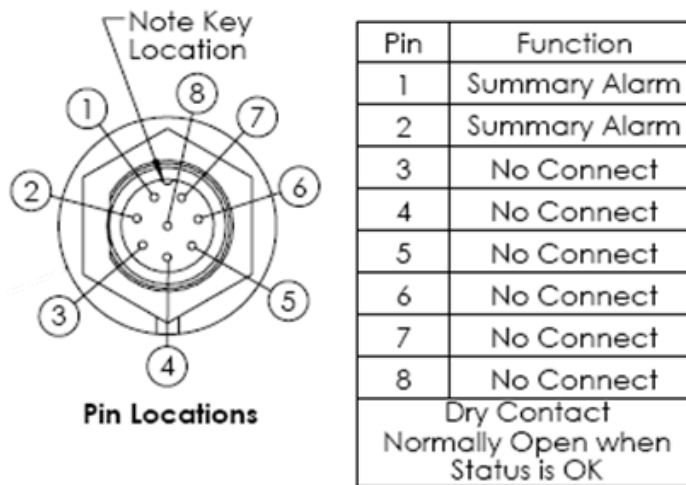 Note Key
Location
8
1
7
2
6
3
5
4
Pin Locations
Pin Function
1 Summary Alarm
2 Summary Alarm
3 No Connect
4 No Connect
5 No Connect
6 No Connect
7 No Connect
8 No Connect
Dry Contact
Normally Open when
Status is OK